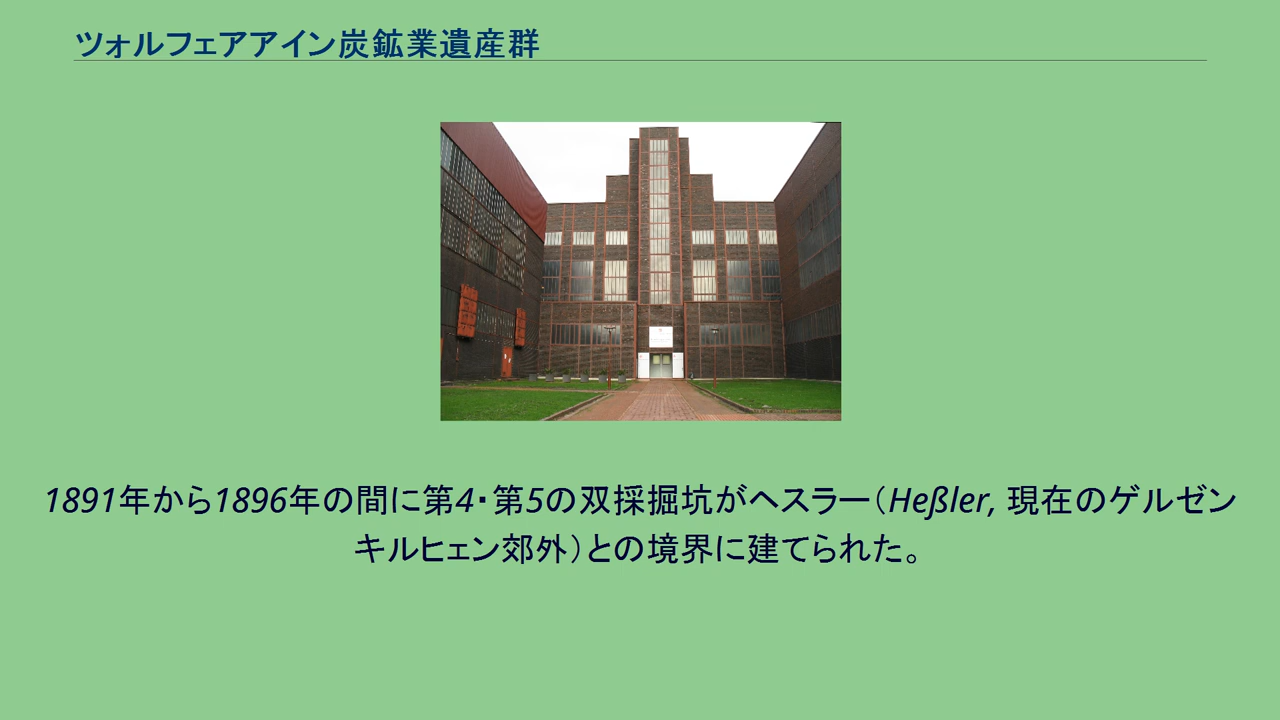 ツォルフェアアイン炭鉱業遺産群
1891年から1896年の間に第4・第5の双採掘坑がヘスラー（Heßler, 現在のゲルゼン
キルヒェン郊外）との境界に建てられた。